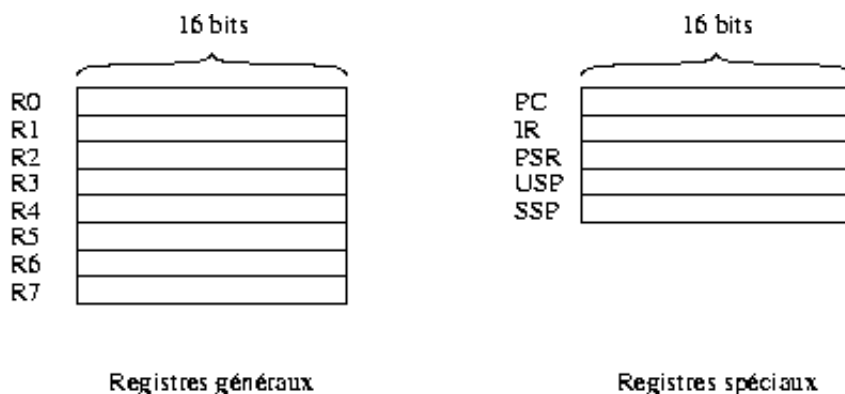 16 bits
R0
R1
R2
R3
R4
R5
R6
R7
Registres généraux
16 bits
PC
IR
PSR
USP
SSP
Registres spéciaux